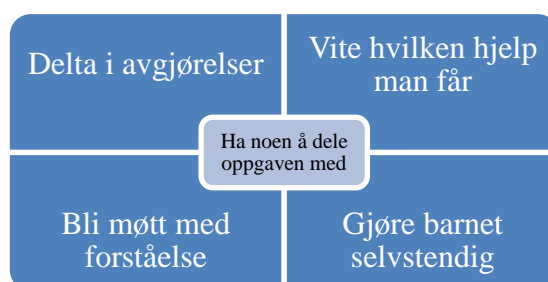 Delta i avgjørelser
Vite hvilken hjelp
man får
Ha noen å dele
oppgaven med
Bli møtt med
forståelse
Gjøre barnet
selvstendig